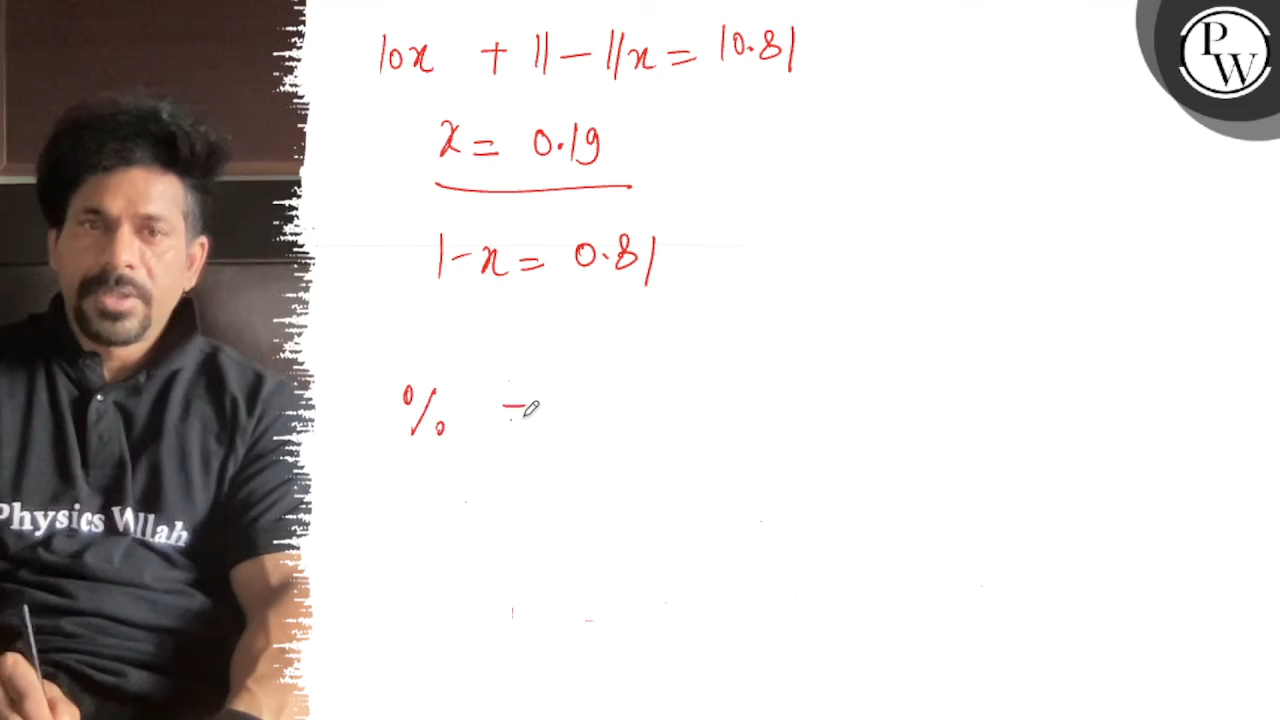 10x + 11 - 11x = 10.81
x = 0.19
1 - x = 0.81
%
PW
Physics Wallah